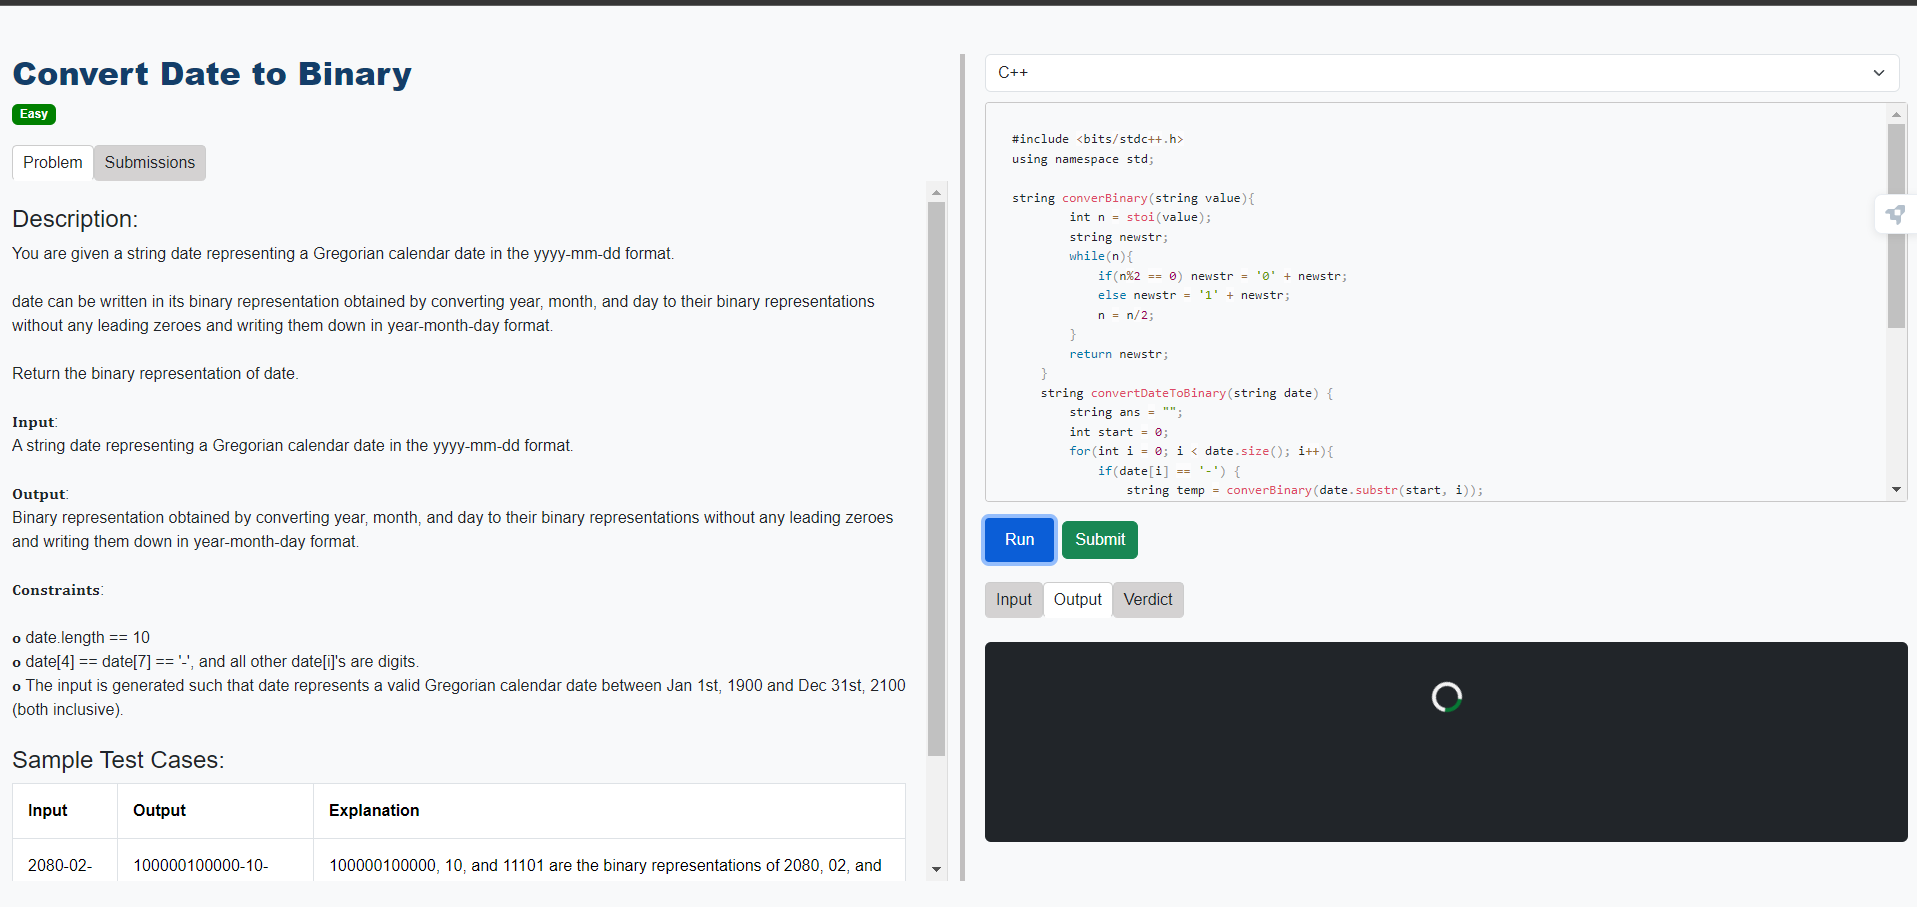 Convert Date to Binary
Easy
Problem
Submissions
Description:
You are given a string date representing a Gregorian calendar date in the yyyy-mm-dd format.
date can be written in its binary representation obtained by converting year, month, and day to their binary representations
without any leading zeroes and writing them down in year-month-day format.
Return the binary representation of date.
Input:
A string date representing a Gregorian calendar date in the yyyy-mm-dd format.
Output:
Binary representation obtained by converting year, month, and day to their binary representations without any leading zeroes
and writing them down in year-month-day format.
Constraints:
o date.length == 10
o date[4] == date[7] == '-', and all other date[i]'s are digits.
o The input is generated such that date represents a valid Gregorian calendar date between Jan 1st, 1900 and Dec 31st, 2100
(both inclusive).
Sample Test Cases:
Input Output Explanation
2080-02- 100000100000-10- 100000100000, 10, and 11101 are the binary representations of 2080, 02, and
C++
#include <bits/stdc++.h>
using namespace std;
string converBinary(string value){
int n = stoi(value);
string newstr;
while(n){
if(n%2 == 0) newstr = '0' + newstr;
else newstr = '1' + newstr;
n = n/2;
}
return newstr;
}
string convertDateToBinary(string date) {
string ans = "";
int start = 0;
for(int i = 0; i < date.size(); i++){
if(date[i] == '-') {
string temp = converBinary(date.substr(start, i));
Run
Submit
Input
Output
Verdict